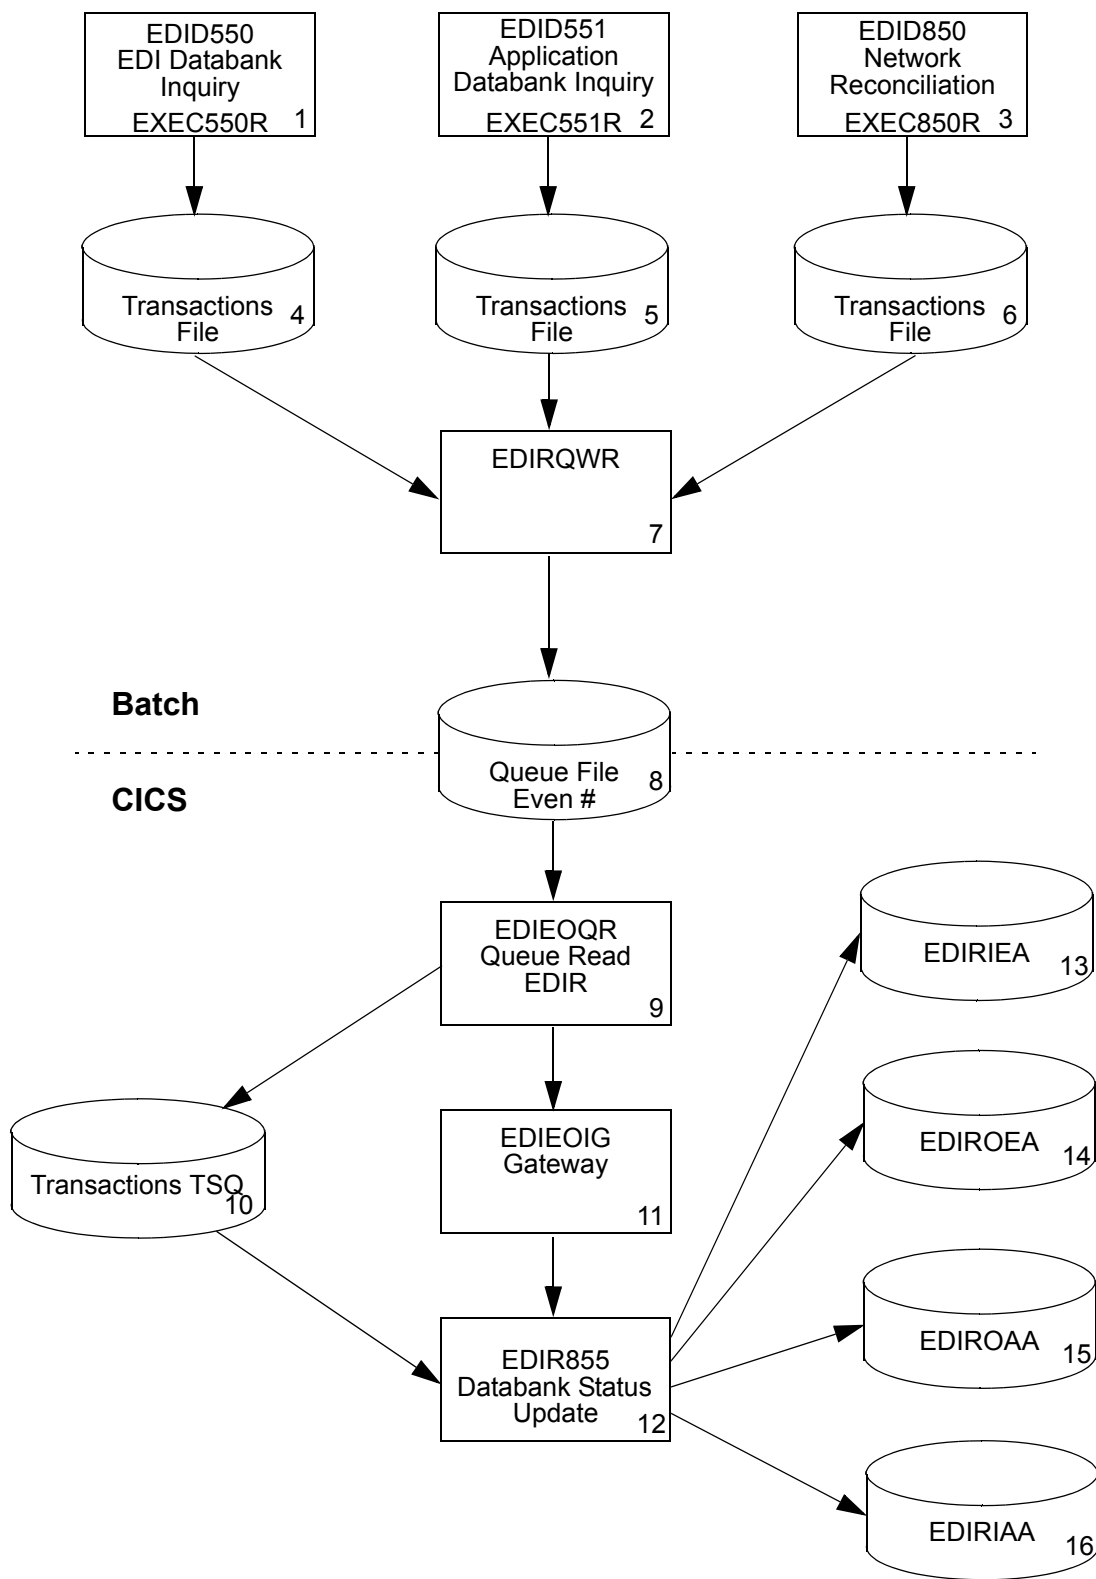 EDID550
EDI Databank
Inquiry
EXEC550R 1
EDID551
Application
Databank Inquiry
EXEC551R 2
EDID850
Network
Reconciliation
EXEC850R 3
Transactions
File 4
Transactions
File 5
Transactions
File 6
EDIRQWR
7
Batch
Queue File
Even #
8
CICS
EDIEOQR
Queue Read
EDIR
9
EDIRIEA
13
EDIROEA
14
Transactions TSQ
10
EDIEOIG
Gateway
11
EDIROAA
15
EDIR855
Databank Status
Update
12
EDIRIAA
16